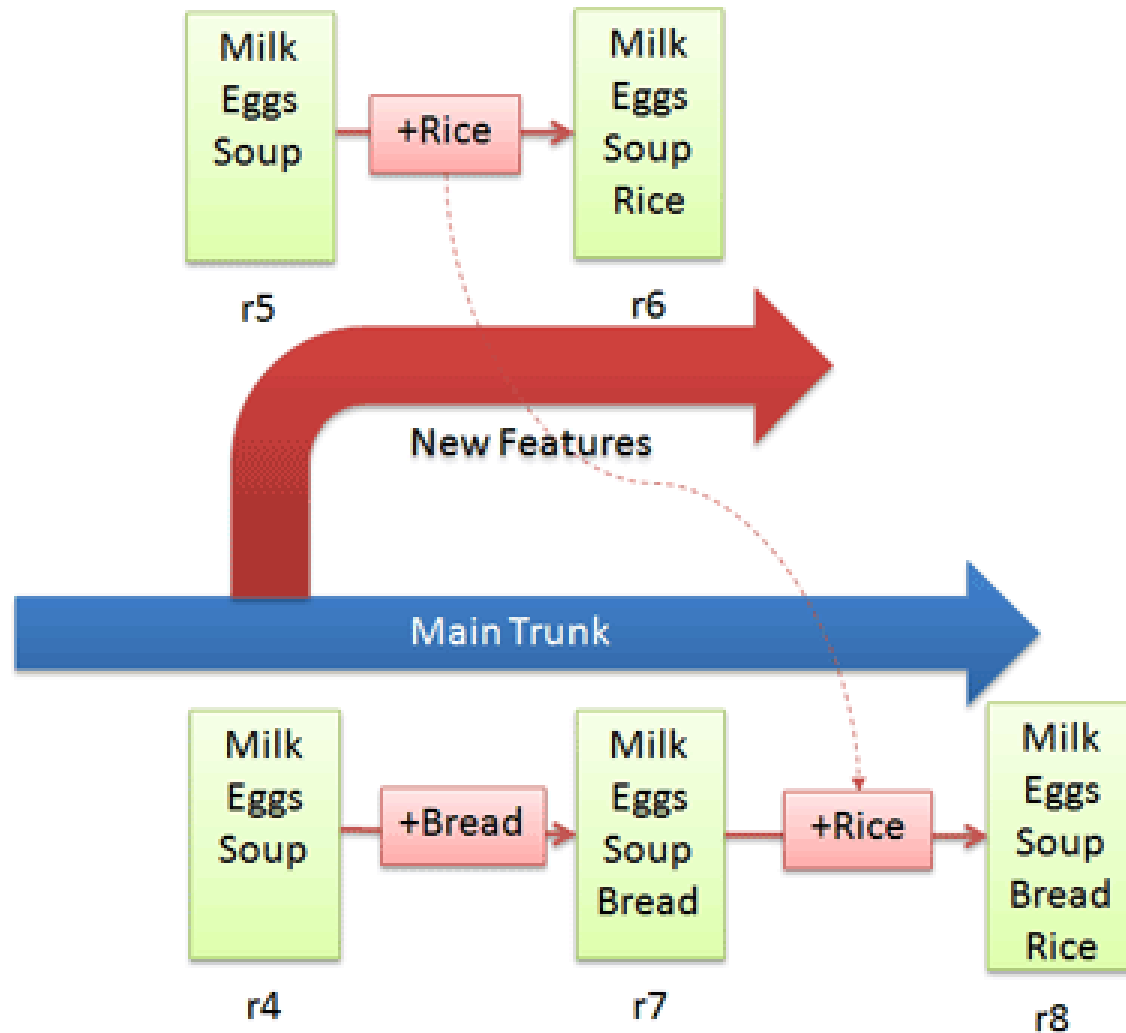 Milk
Eggs
Soup
+Rice
Milk
Eggs
Soup
Rice
r5
r6
New Features
Main Trunk
Milk
Eggs
Soup
+Bread
Milk
Eggs
Soup
Bread
+Rice
Milk
Eggs
Soup
Bread
Rice
r4
r7
r8